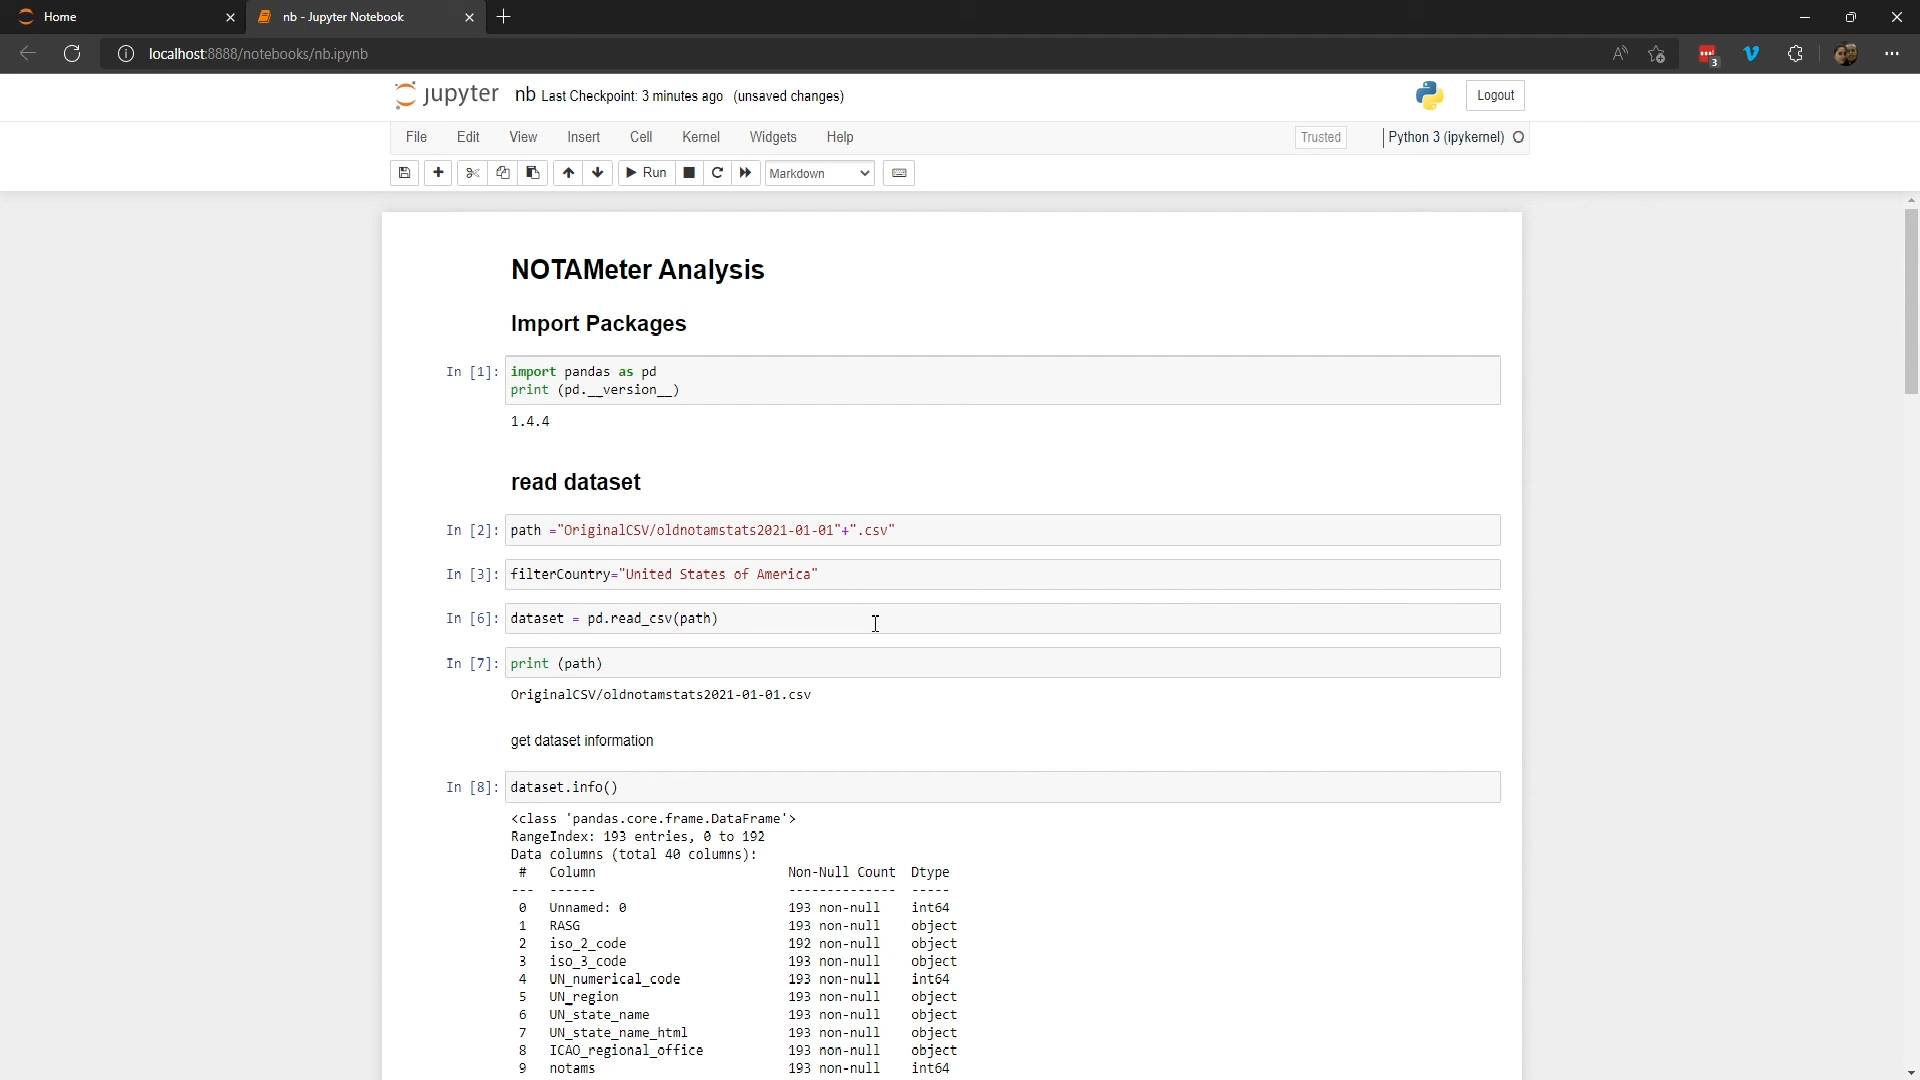 Home
nb - Jupyter Notebook
localhost:8888/notebooks/nb.ipynb
3
jupyter nb Last Checkpoint: 3 minutes ago (unsaved changes)
Logout
File Edit View Insert Cell Kernel Widgets Help
Trusted
Python 3 (ipykernel)
Run
Markdown
NOTAMeter Analysis
Import Packages
In [1]: import pandas as pd
print (pd.__version__)
1.4.4
read dataset
In [2]: path ="OriginalCSV/oldnotamstats2021-01-01"+".csv"
In [3]: filterCountry="United States of America"
In [6]: dataset = pd.read_csv(path)
In [7]: print (path)
OriginalCSV/oldnotamstats2021-01-01.csv
get dataset information
In [8]: dataset.info()
<class 'pandas.core.frame.DataFrame'>
RangeIndex: 193 entries, 0 to 192
Data columns (total 40 columns):
# Column Non-Null Count Dtype
--- ------ -------------- -----
0 Unnamed: 0 193 non-null int64
1 RASG 193 non-null object
2 iso_2_code 192 non-null object
3 iso_3_code 193 non-null object
4 UN_numerical_code 193 non-null int64
5 UN_region 193 non-null object
6 UN_state_name 193 non-null object
7 UN_state_name_html 193 non-null object
8 ICAO_regional_office 193 non-null object
9 notams 193 non-null int64